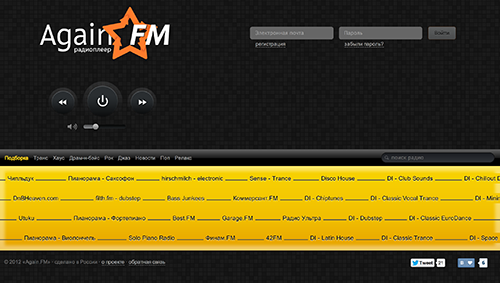 Again FM
радиоплеер
Электронная почта Пароль Войти
регистрация забыли пароль?
Подборка Транс Хаус Драм-н-бейс Рэп Джаз Новости Поп Релакс поиск радио
Чиллдык Пианорама - Саксофон hirschmilch - electronic Sense - Trance Disco House DI - Club Sounds DI - Chillout D
DnBHeaven.com filth.fm - dubstep Bass Junkees Коммерсант FM DI - Chiptunes DI - Classic Vocal Trance DI - Mini
Utuku Пианорама - Фортепиано Best FM Garage FM Радио Ультра DI - Dubstep DI - Classic EuroDance
Пианорама - Виолончель Solo Piano Radio Финам FM 42FM DI - Latin House DI - Classic Trance DI - Space
© 2012 «Again.FM» - сделано в России о проекте обратная связь Tweet 21 В 6